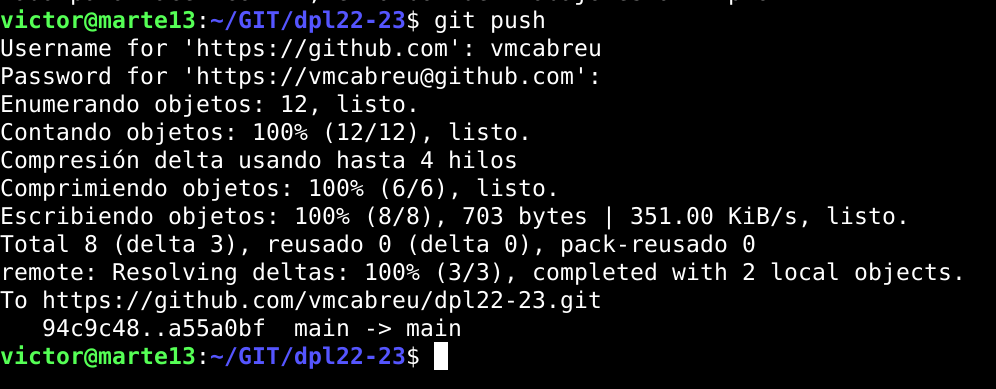 victor@marte13:~/GIT/dpl22-23$ git push
Username for 'https://github.com': vmcabreu
Password for 'https://vmcabreu@github.com':
Enumerando objetos: 12, listo.
Contando objetos: 100% (12/12), listo.
Compresión delta usando hasta 4 hilos
Comprimiendo objetos: 100% (6/6), listo.
Escribiendo objetos: 100% (8/8), 703 bytes | 351.00 KiB/s, listo.
Total 8 (delta 3), reusado 0 (delta 0), pack-reusado 0
remote: Resolving deltas: 100% (3/3), completed with 2 local objects.
To https://github.com/vmcabreu/dpl22-23.git
   94c9c48..a55a0bf  main -> main
victor@marte13:~/GIT/dpl22-23$